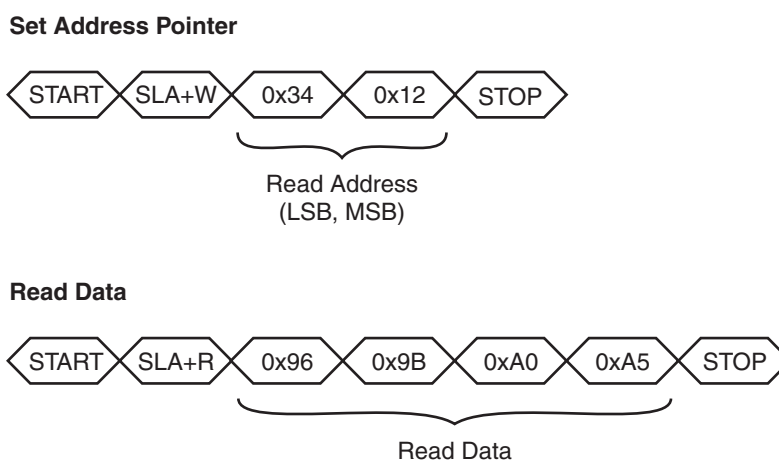 Set Address Pointer
START SLA+W 0x34 0x12 STOP
Read Address
(LSB, MSB)
Read Data
START SLA+R 0x96 0x9B 0xA0 0xA5 STOP
Read Data